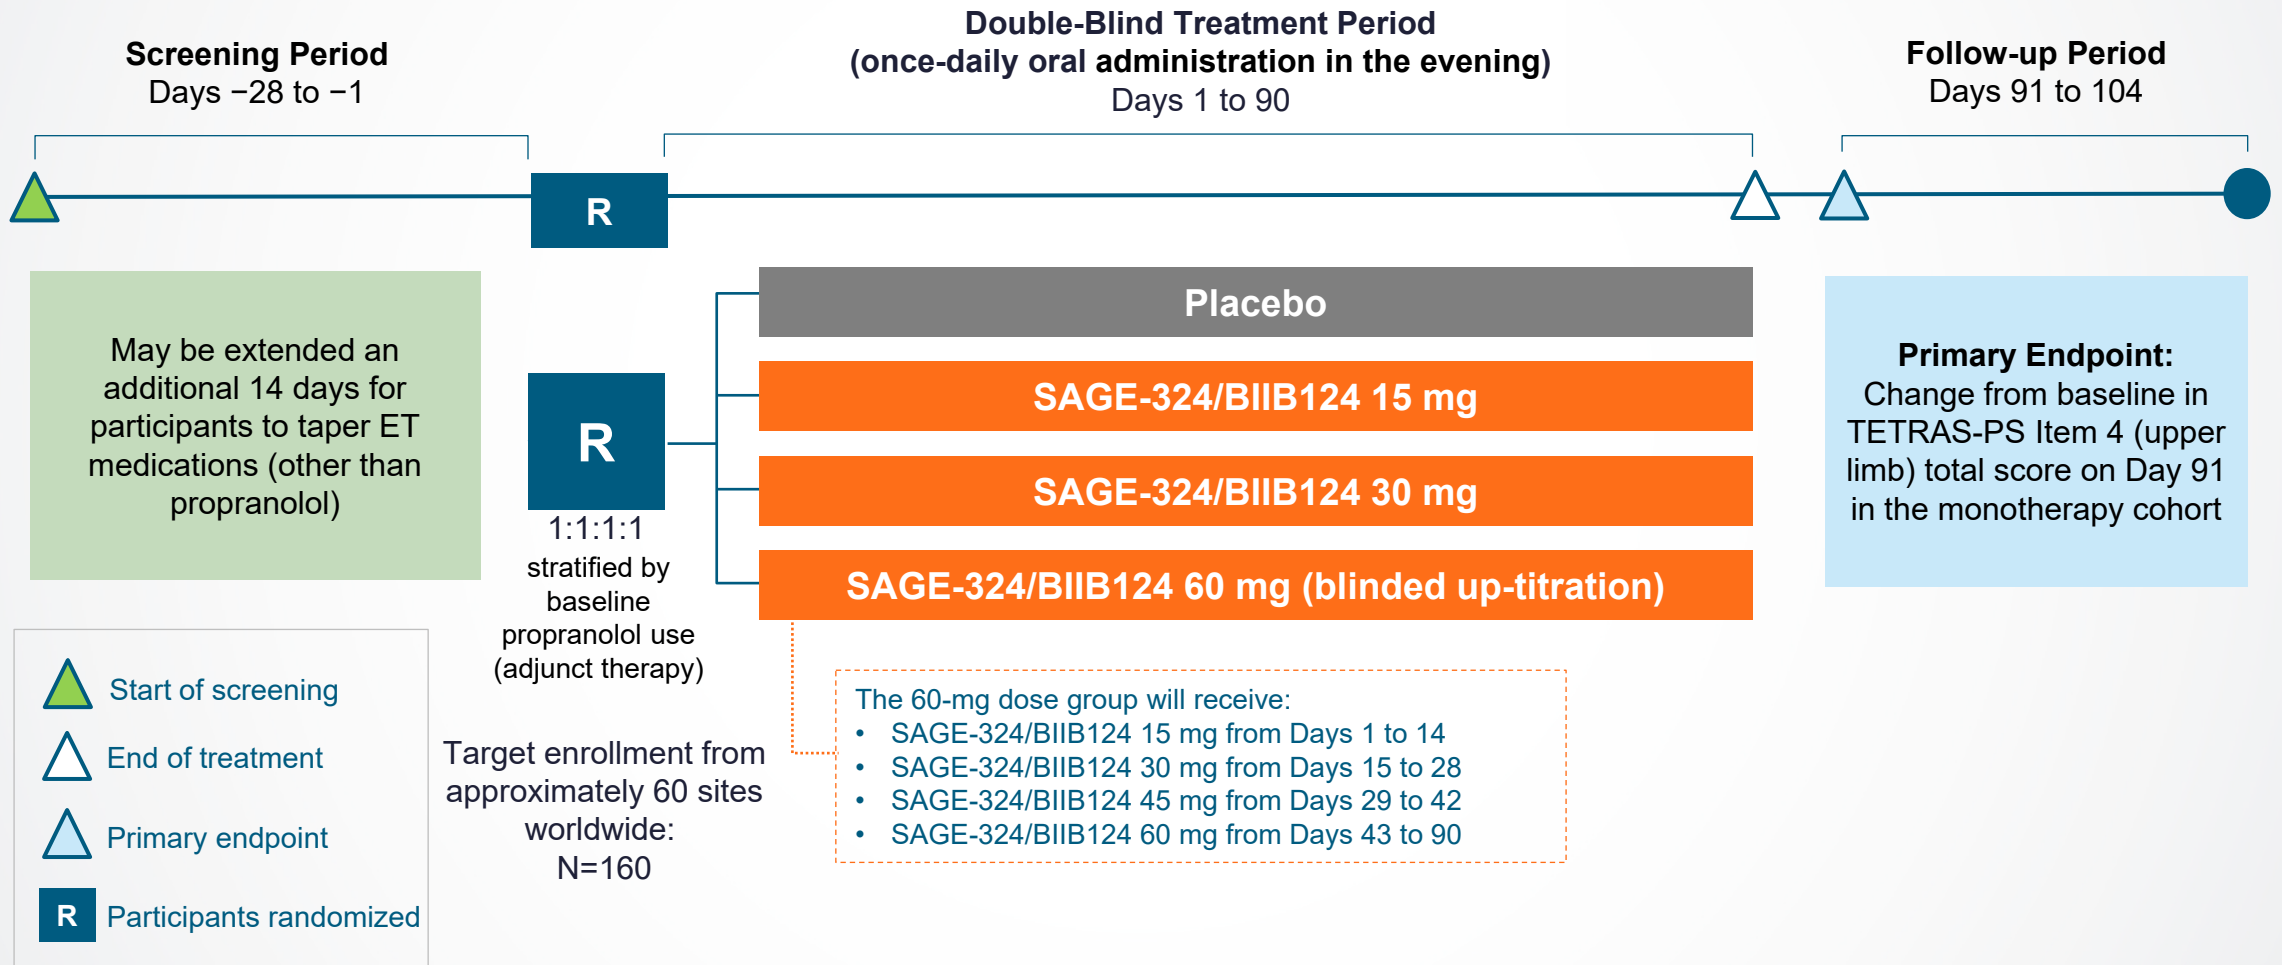 Screening Period
Days −28 to −1
Double-Blind Treatment Period
(once-daily oral administration in the evening)
Days 1 to 90
Follow-up Period
Days 91 to 104
R
May be extended an
additional 14 days for
participants to taper ET
medications (other than
propranolol)
R
1:1:1:1
stratified by
baseline
propranolol use
(adjunct therapy)
Placebo
SAGE-324/BIIB124 15 mg
SAGE-324/BIIB124 30 mg
SAGE-324/BIIB124 60 mg (blinded up-titration)
Primary Endpoint:
Change from baseline in
TETRAS-PS Item 4 (upper
limb) total score on Day 91
in the monotherapy cohort
Start of screening
End of treatment
Primary endpoint
R Participants randomized
Target enrollment from
approximately 60 sites
worldwide:
N=160
The 60-mg dose group will receive:
• SAGE-324/BIIB124 15 mg from Days 1 to 14
• SAGE-324/BIIB124 30 mg from Days 15 to 28
• SAGE-324/BIIB124 45 mg from Days 29 to 42
• SAGE-324/BIIB124 60 mg from Days 43 to 90